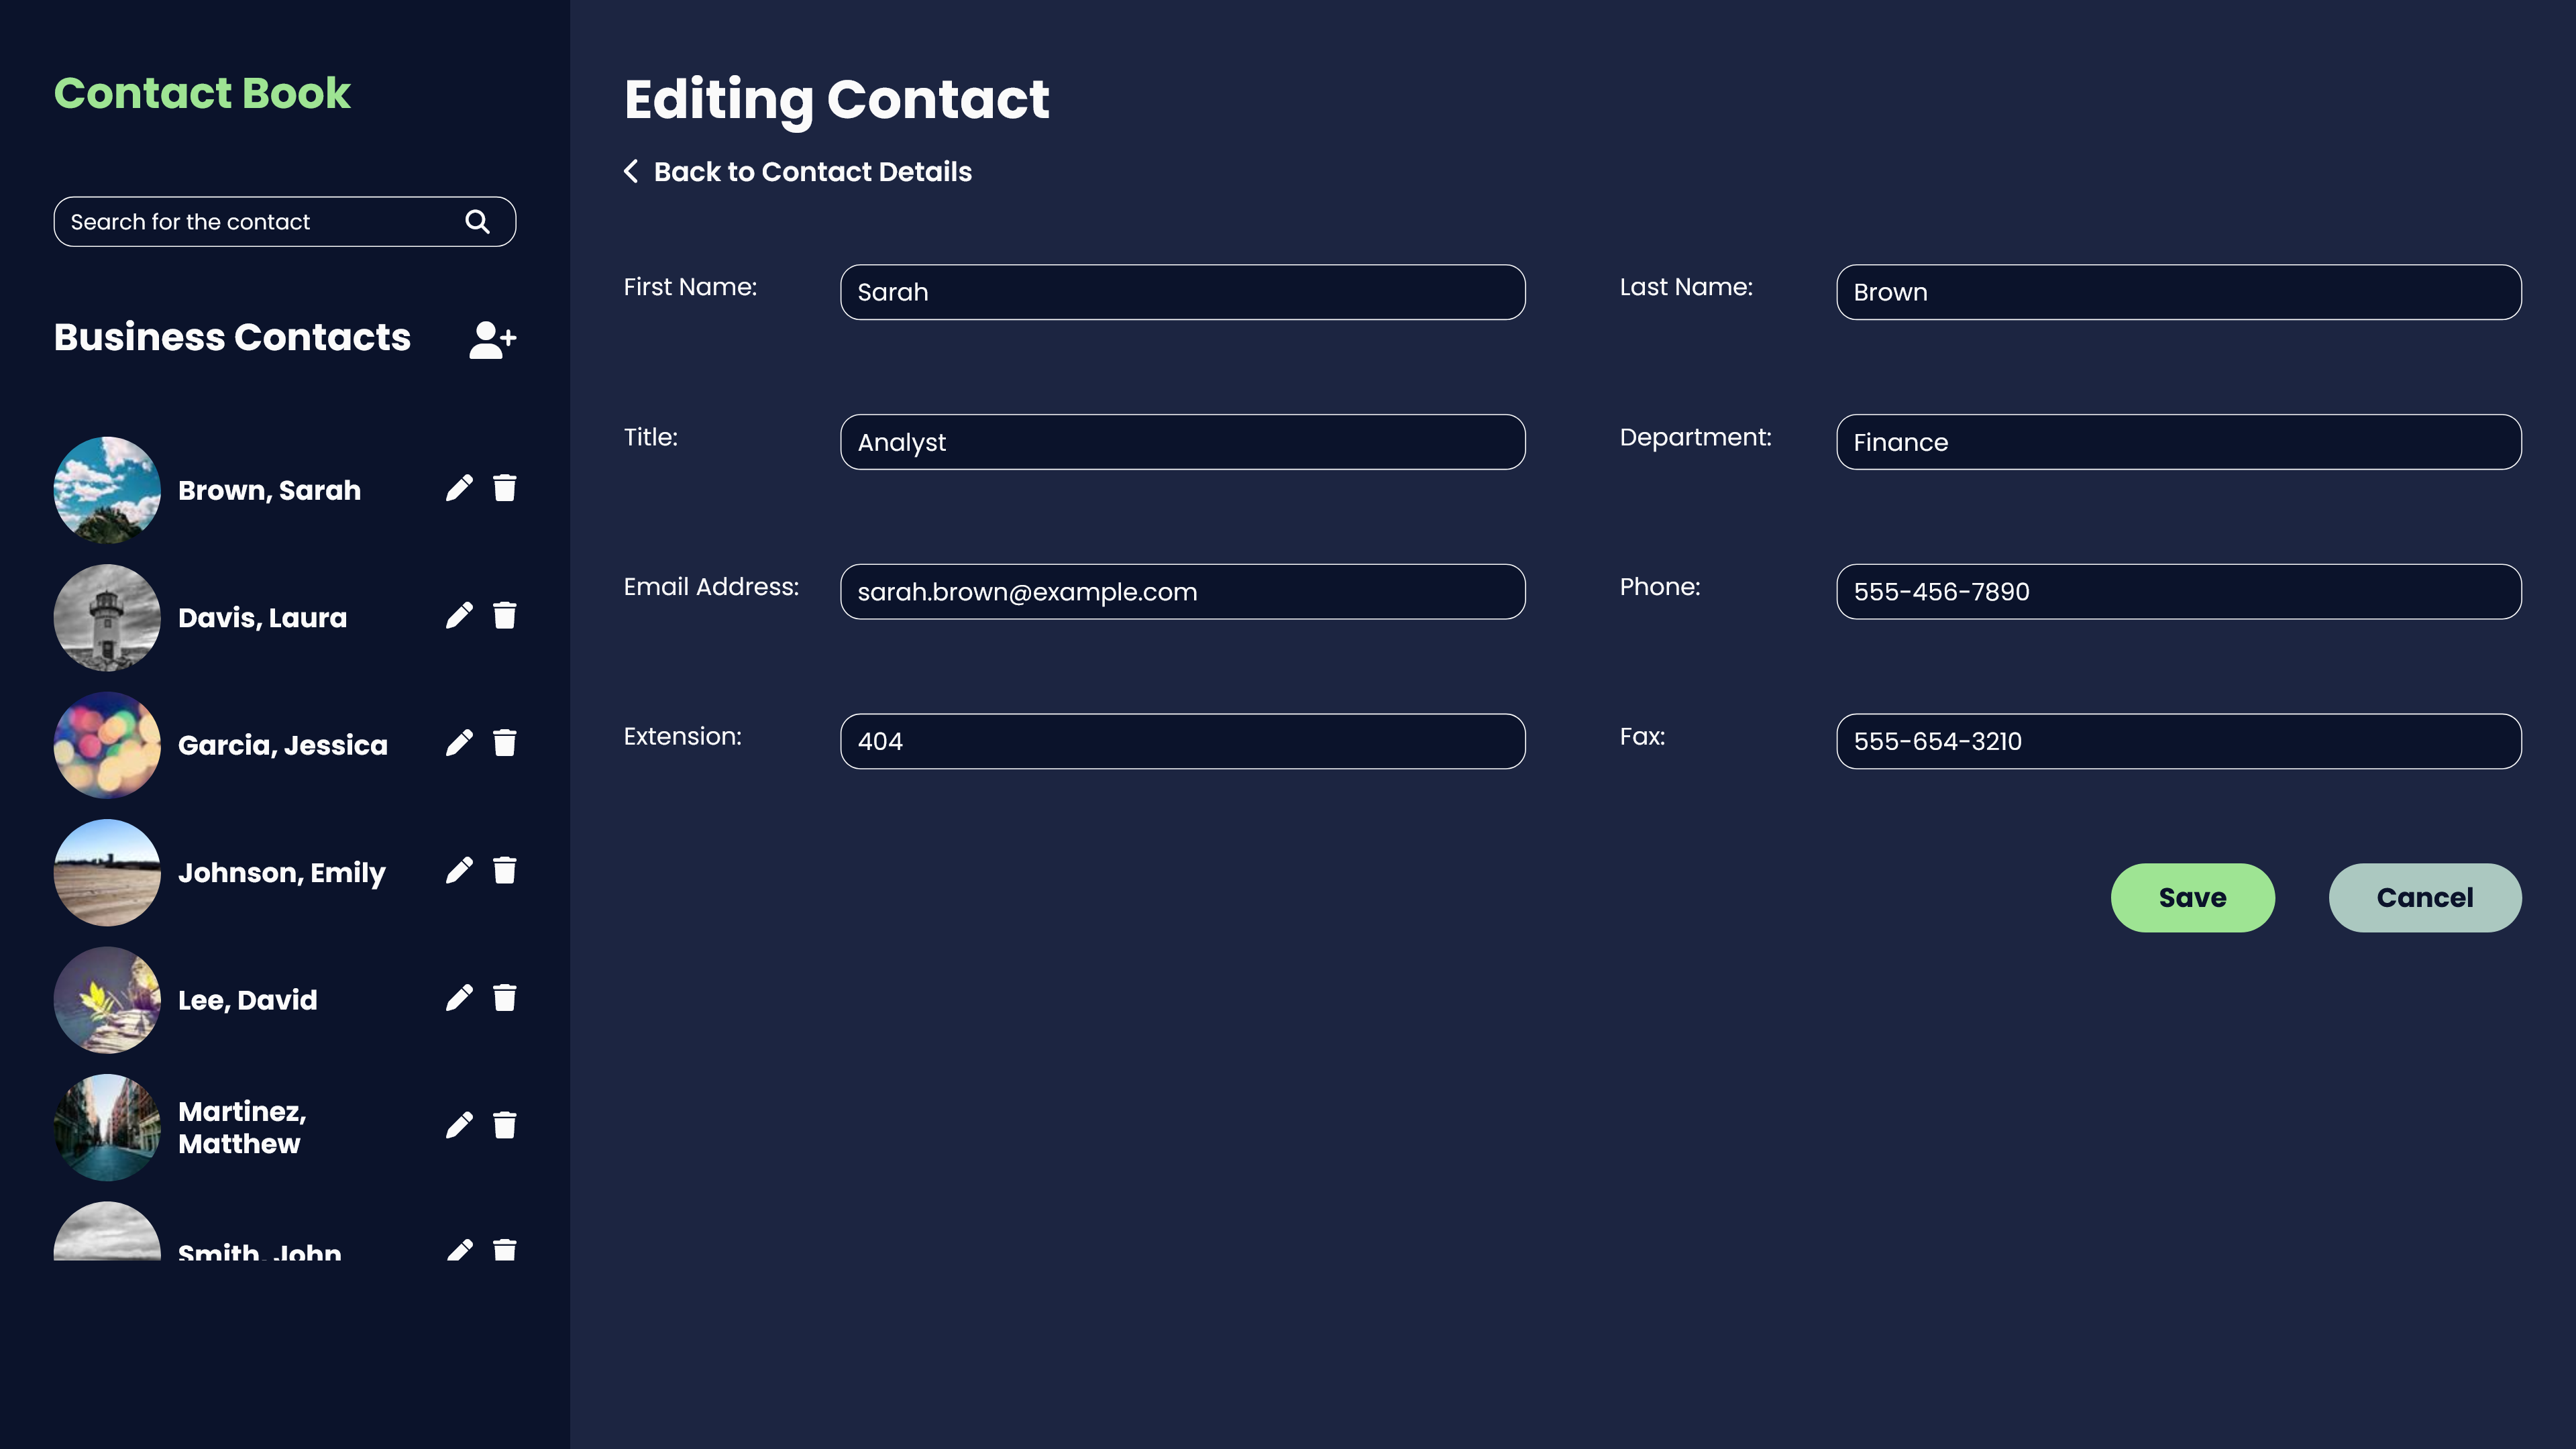 Contact Book
Search for the contact
Business Contacts
Brown, Sarah
Davis, Laura
Garcia, Jessica
Johnson, Emily
Lee, David
Martinez,
Matthew
Smith, John
Editing Contact
Back to Contact Details
First Name:
Sarah
Last Name:
Brown
Title:
Analyst
Department:
Finance
Email Address:
sarah.brown@example.com
Phone:
555-456-7890
Extension:
404
Fax:
555-654-3210
Save
Cancel